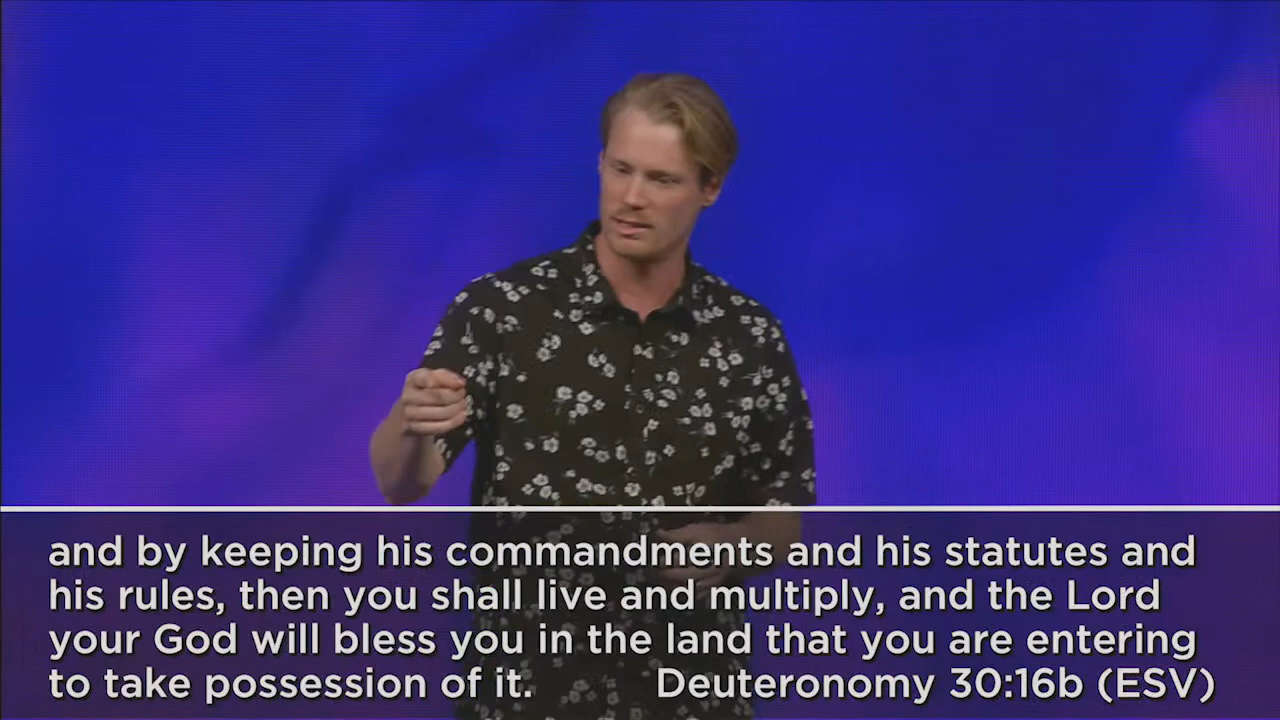 and by keeping his commandments and his statutes and
his rules, then you shall live and multiply, and the Lord
your God will bless you in the land that you are entering
to take possession of it. Deuteronomy 30:16b (ESV)